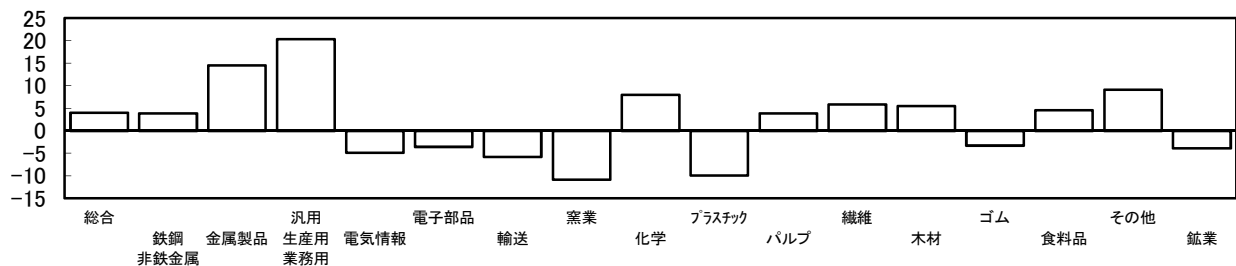 25
20
15
10
5
0
-5
-10
-15
総合
鉄鋼
非鉄金属
金属製品
汎用
生産用
業務用
電気情報
電子部品
輸送
窯業
化学
プラスチック
パルプ
繊維
木材
ゴム
食料品
その他
鉱業